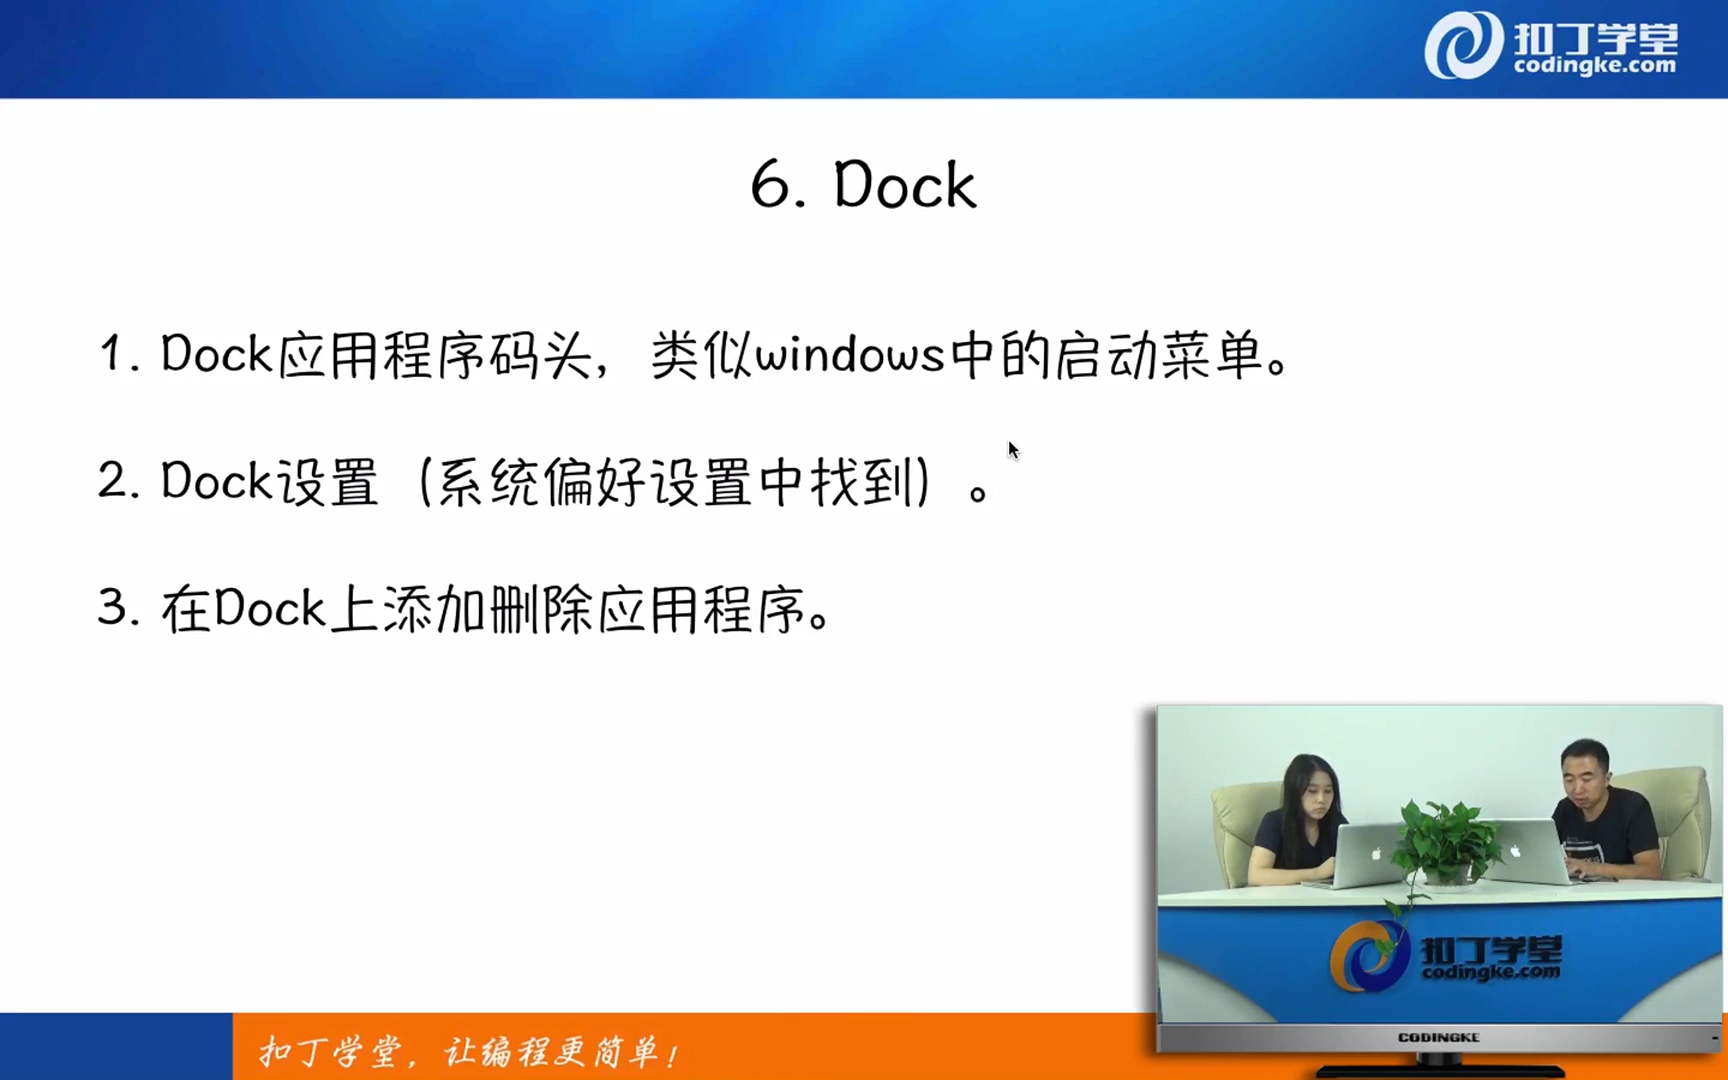 扣丁学堂
codingke.com
6. Dock
1. Dock应用程序码头，类似windows中的启动菜单。
2. Dock设置（系统偏好设置中找到）。
3. 在Dock上添加删除应用程序。
扣丁学堂
codingke.com
CODINGKE
扣丁学堂，让编程更简单！